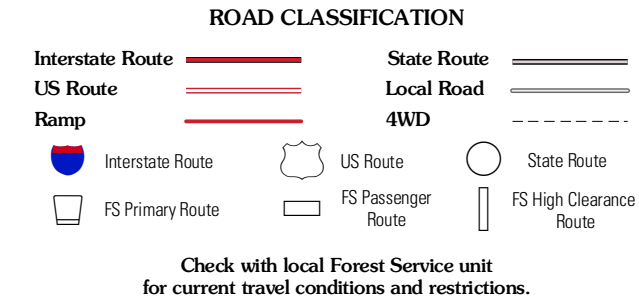 ROAD CLASSIFICATION
Interstate Route
State Route
US Route
Local Road
Ramp
4WD
Interstate Route
US Route
State Route
FS Primary Route
FS Passenger
Route
FS High Clearance
Route
Check with local Forest Service unit
for current travel conditions and restrictions.